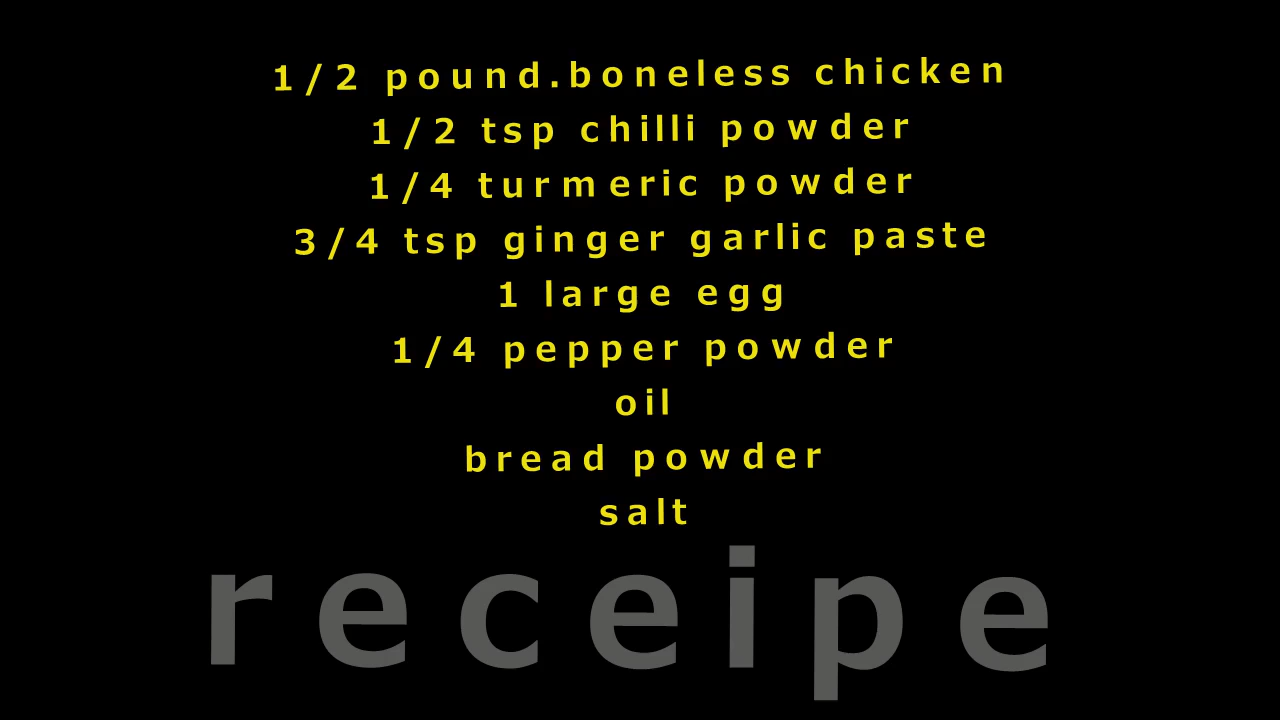 1/2 pound.boneless chicken
1/2 tsp chilli powder
1/4 turmeric powder
3/4 tsp ginger garlic paste
1 large egg
1/4 pepper powder
oil
bread powder
salt
receipe